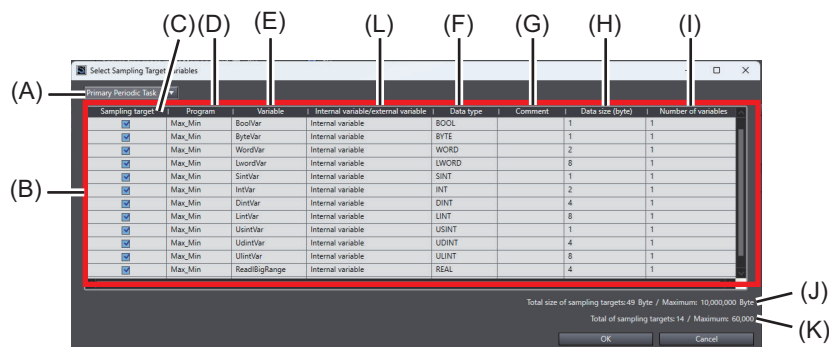 (C) (D) (E) (L) (F) (G) (H) (I)
Select Sampling Target Variables
(A)
Primary Periodic Task
Sampling target Program Variable Internal variable/external variable Data type Comment Data size (byte) Number of variables
Max_Min BoolVar Internal variable BOOL 1 1
Max_Min ByteVar Internal variable BYTE 1 1
Max_Min WordVar Internal variable WORD 2 1
Max_Min LwordVar Internal variable LWORD 8 1
Max_Min SintVar Internal variable SINT 1 1
(B)
Max_Min IntVar Internal variable INT 2 1
Max_Min DintVar Internal variable DINT 4 1
Max_Min LintVar Internal variable LINT 8 1
Max_Min UsintVar Internal variable USINT 1 1
Max_Min UdintVar Internal variable UDINT 4 1
Max_Min UlintVar Internal variable ULINT 8 1
Max_Min ReadIBigRange Internal variable REAL 4 1
Total size of sampling targets: 49 Byte / Maximum: 10,000,000 Byte
(J)
Total of sampling targets: 14 / Maximum: 60,000
(K)
OK Cancel